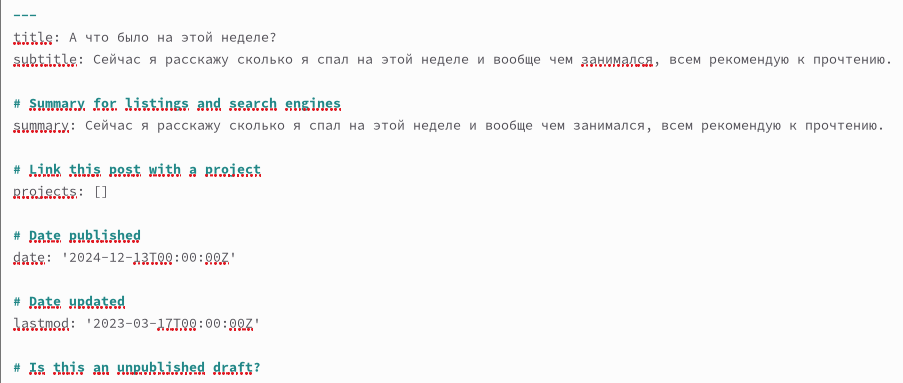 ---
title: А что было на этой неделе?
subtitle: Сейчас я расскажу сколько я спал на этой неделе и вообще чем занимался, всем рекомендую к прочтению.
# Summary for listings and search engines
summary: Сейчас я расскажу сколько я спал на этой неделе и вообще чем занимался, всем рекомендую к прочтению.
# Link this post with a project
projects: []
# Date published
date: '2024-12-13T00:00:00Z'
# Date updated
lastmod: '2023-03-17T00:00:00Z'
# Is this an unpublished draft?